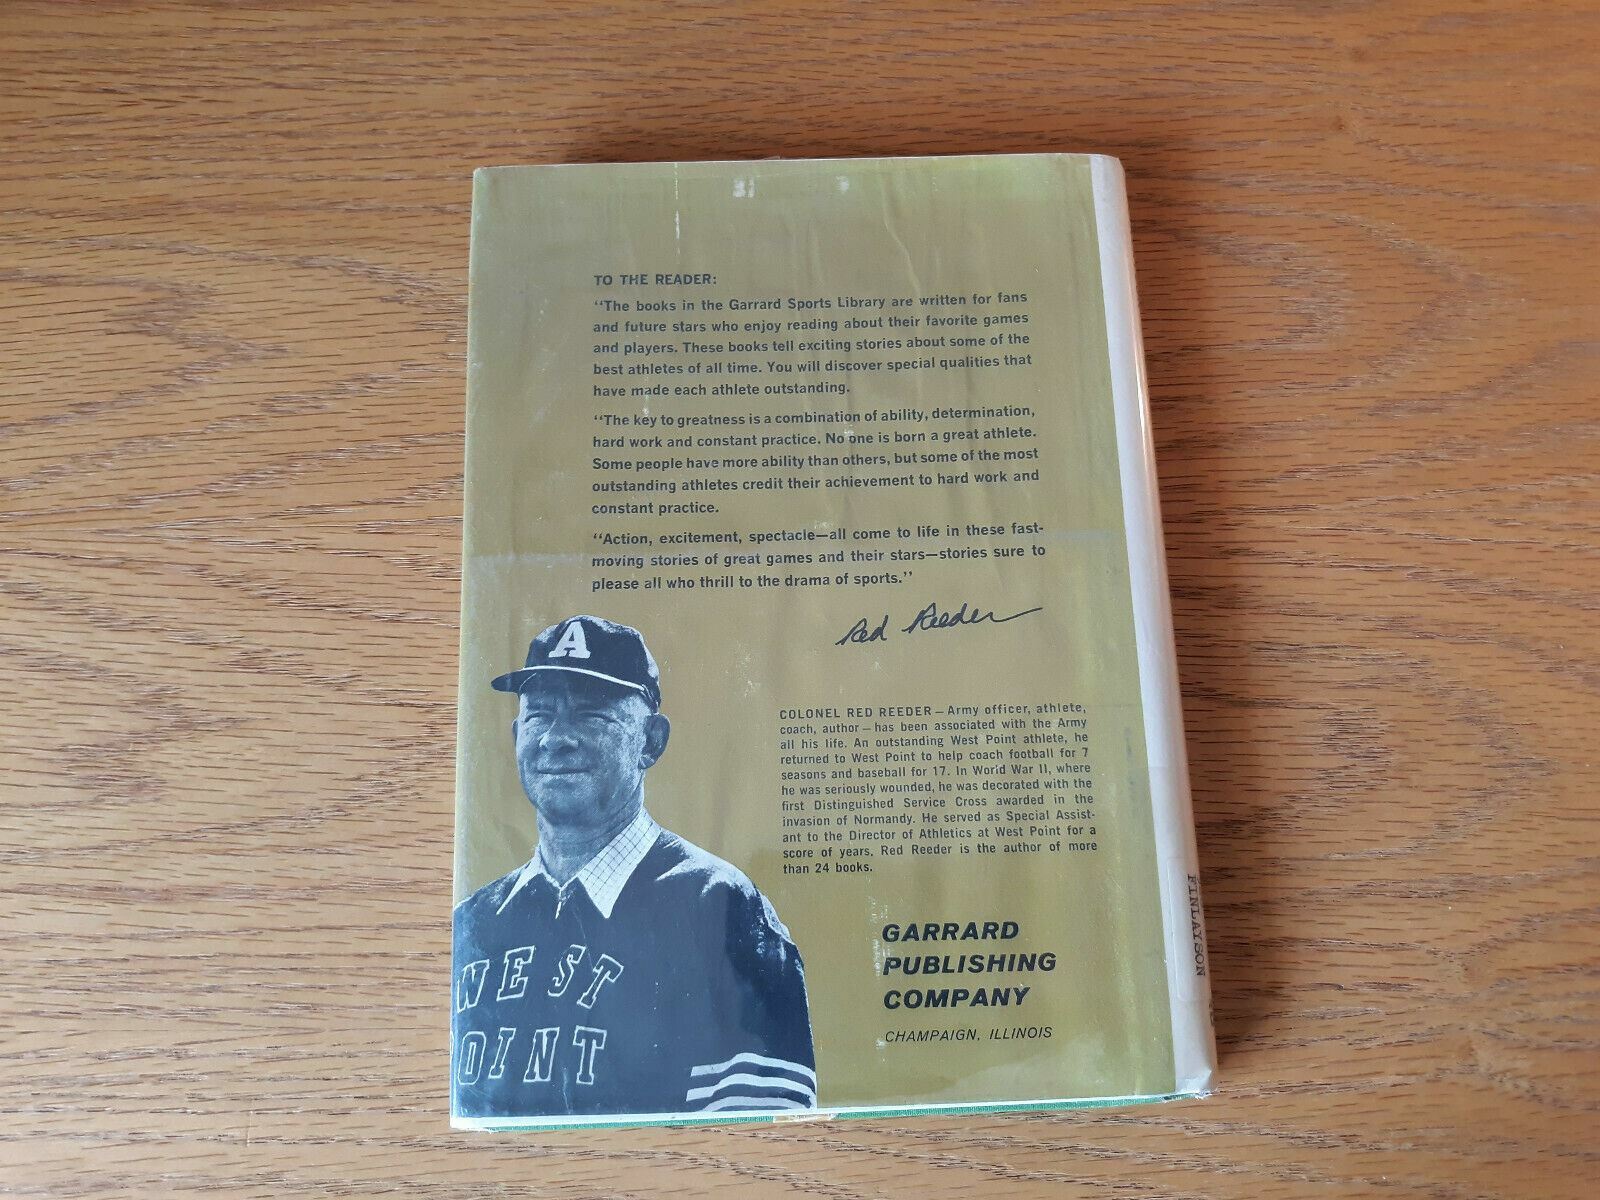 TO THE READER:
“The books in the Garrard Sports Library are written for fans
and future stars who enjoy reading about their favorite games
and players. These books tell exciting stories about some of the
best athletes of all time. You will discover special qualities that
have made each athlete outstanding.
“The key to greatness is a combination of ability, determination,
hard work and constant practice. No one is born a great athlete.
Some people have more ability than others, but some of the most
outstanding athletes credit their achievement to hard work and
constant practice.
“Action, excitement, spectacle—all come to life in these fast-
moving stories of great games and their stars—stories sure to
please all who thrill to the drama of sports.”
Red Reeder
A
WEST
OINT
COLONEL RED REEDER — Army officer, athlete,
coach, author — has been associated with the Army
all his life. An outstanding West Point athlete, he
returned to West Point to help coach football for 7
seasons and baseball for 17. In World War II, where
he was seriously wounded, he was decorated with the
first Distinguished Service Cross awarded in the
invasion of Normandy. He served as Special Assist-
ant to the Director of Athletics at West Point for a
score of years. Red Reeder is the author of more
than 24 books.
GARRARD
PUBLISHING
COMPANY
CHAMPAIGN, ILLINOIS
FINLAYSON